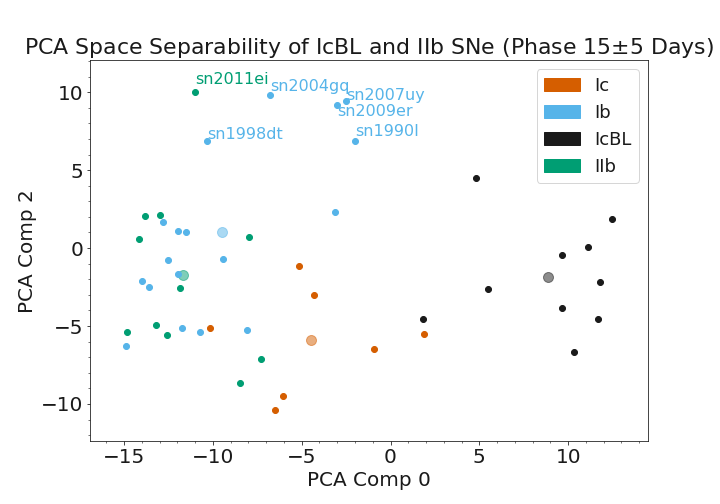 PCA Space Separability of IcBL and IIb SNe (Phase 15±5 Days)
sn2011ei
sn2004gq
sn2007uy
sn2009er
sn1998dt
sn1990l
Ic
Ib
IcBL
IIb
10
5
0
−5
−10
PCA Comp 2
−15
−10
−5
0
5
10
PCA Comp 0